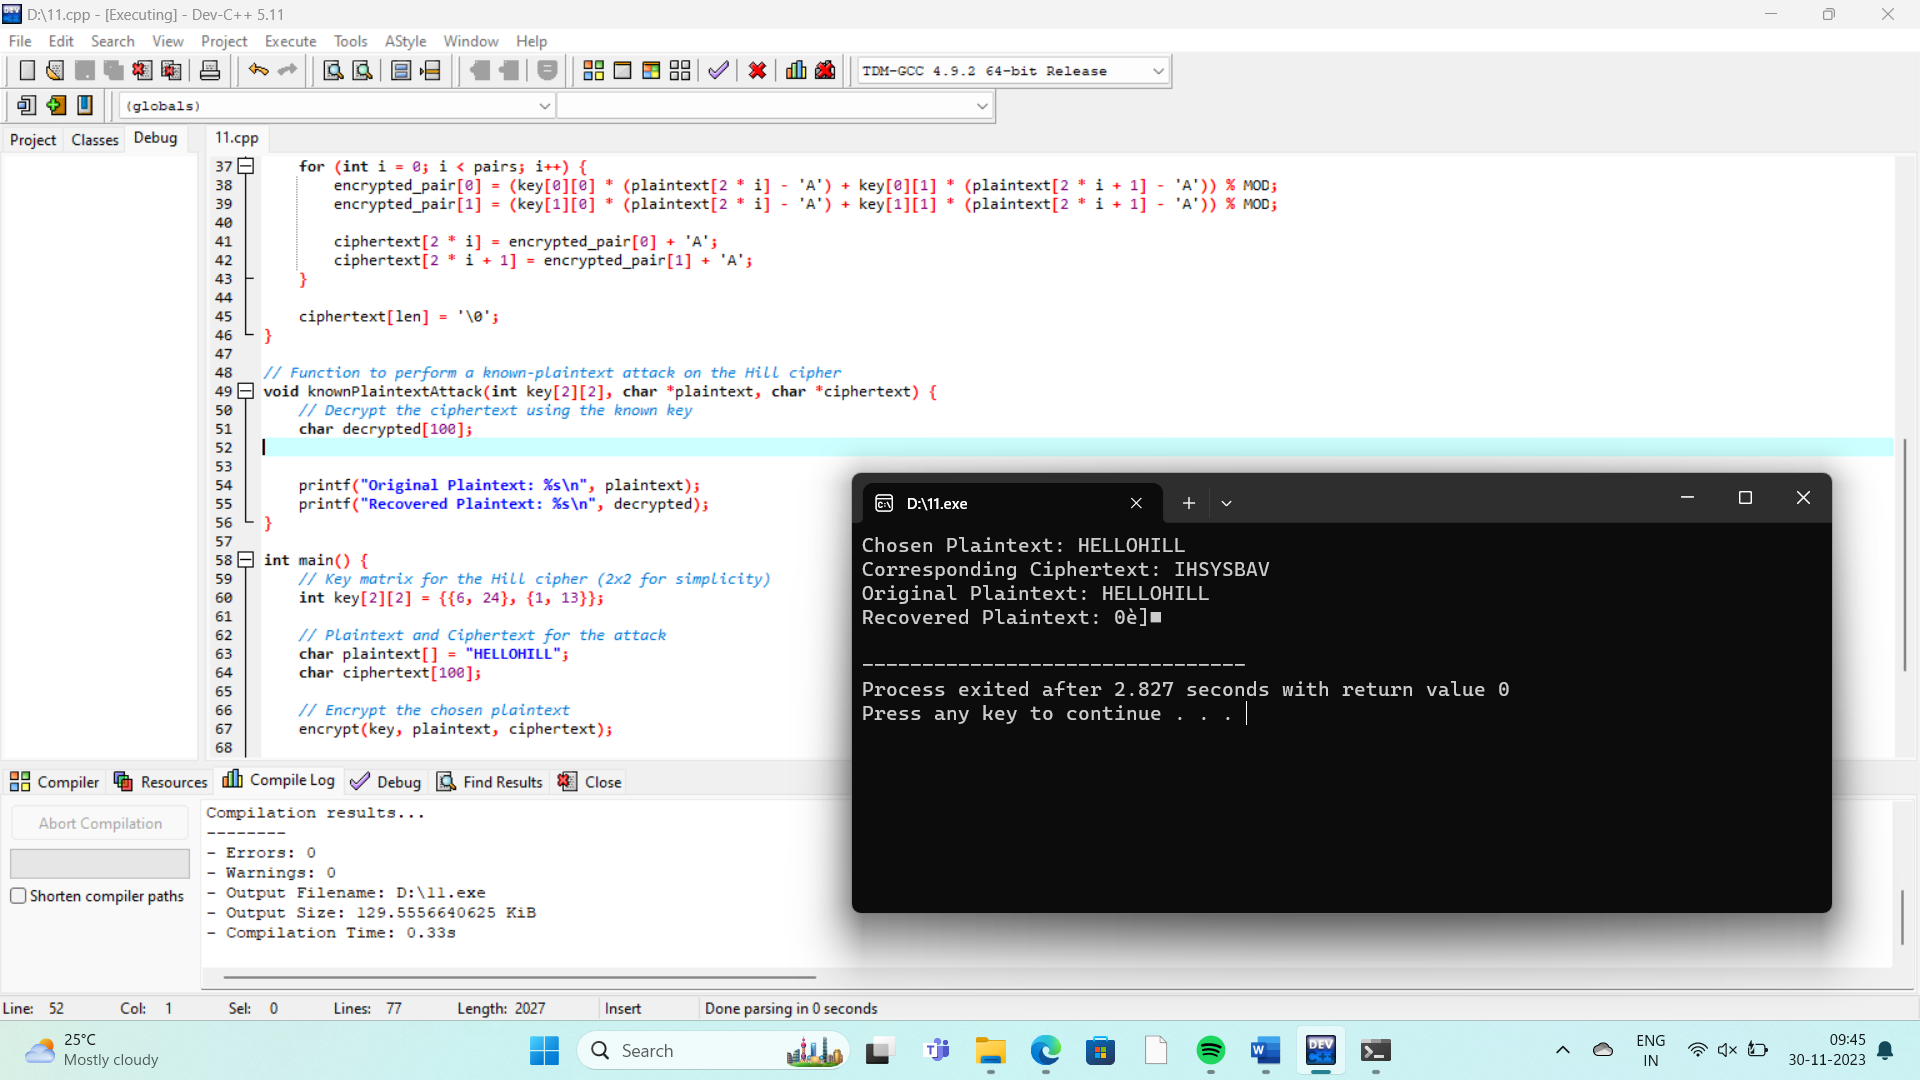 D:\11.cpp - [Executing] - Dev-C++ 5.11
File Edit Search View Project Execute Tools AStyle Window Help
TDM-GCC 4.9.2 64-bit Release
(globals)
Project Classes Debug 11.cpp
37 for (int i = 0; i < pairs; i++) {
38 encrypted_pair[0] = (key[0][0] * (plaintext[2 * i] - 'A') + key[0][1] * (plaintext[2 * i + 1] - 'A')) % MOD;
39 encrypted_pair[1] = (key[1][0] * (plaintext[2 * i] - 'A') + key[1][1] * (plaintext[2 * i + 1] - 'A')) % MOD;
40
41 ciphertext[2 * i] = encrypted_pair[0] + 'A';
42 ciphertext[2 * i + 1] = encrypted_pair[1] + 'A';
43 }
44
45 ciphertext[len] = '\0';
46 }
47
48 // Function to perform a known-plaintext attack on the Hill cipher
49 void knownPlaintextAttack(int key[2][2], char *plaintext, char *ciphertext) {
50 // Decrypt the ciphertext using the known key
51 char decrypted[100];
52
53
54 printf("Original Plaintext: %s\n", plaintext);
55 printf("Recovered Plaintext: %s\n", decrypted);
56 }
57
58 int main() {
59 // Key matrix for the Hill cipher (2x2 for simplicity)
60 int key[2][2] = {{6, 24}, {1, 13}};
61
62 // Plaintext and Ciphertext for the attack
63 char plaintext[] = "HELLOHILL";
64 char ciphertext[100];
65
66 // Encrypt the chosen plaintext
67 encrypt(key, plaintext, ciphertext);
68
D:\11.exe
Chosen Plaintext: HELLOHILL
Corresponding Ciphertext: IHSYSBAV
Original Plaintext: HELLOHILL
Recovered Plaintext: 0è]■
--------------------------------
Process exited after 2.827 seconds with return value 0
Press any key to continue . . .
Compiler Resources Compile Log Debug Find Results Close
Abort Compilation
Shorten compiler paths
Compilation results...
--------
- Errors: 0
- Warnings: 0
- Output Filename: D:\11.exe
- Output Size: 129.5556640625 KiB
- Compilation Time: 0.33s
Line: 52 Col: 1 Sel: 0 Lines: 77 Length: 2027 Insert Done parsing in 0 seconds
25°C
Mostly cloudy
Search
DEV
ENG
IN
09:45
30-11-2023